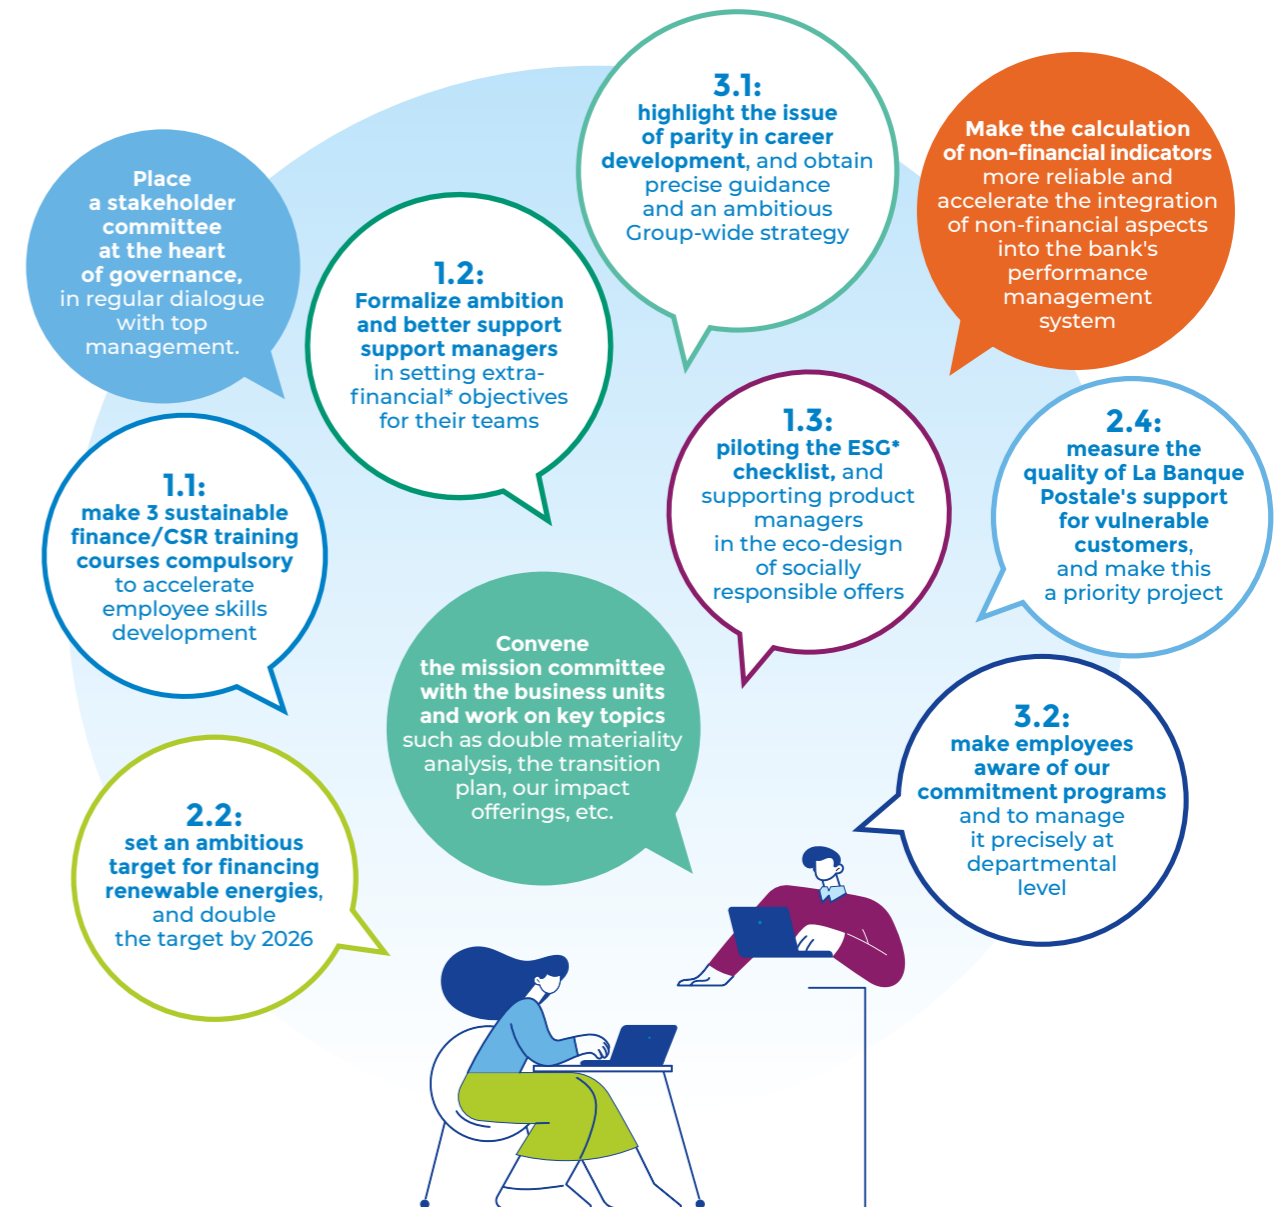 3.1:
highlight the issue
of parity in career
development, and obtain
precise guidance
and an ambitious
Group-wide strategy
Make the calculation
of non-financial indicators
more reliable and
accelerate the integration
of non-financial aspects
into the bank's
performance
management
system
Place
a stakeholder
committee
at the heart
of governance,
in regular dialogue
with top
management.
1.2:
Formalize ambition
and better support
support managers
in setting extra-
financial* objectives
for their teams
1.3:
piloting the ESG*
checklist, and
supporting product
managers
in the eco-design
of socially
responsible offers
2.4:
measure the
quality of La Banque
Postale's support
for vulnerable
customers,
and make this
a priority project
1.1:
make 3 sustainable
finance/CSR training
courses compulsory
to accelerate
employee skills
development
Convene
the mission committee
with the business units
and work on key topics
such as double materiality
analysis, the transition
plan, our impact
offerings, etc.
3.2:
make employees
aware of our
commitment programs
and to manage
it precisely at
departmental
level
2.2:
set an ambitious
target for financing
renewable energies,
and double
the target by 2026